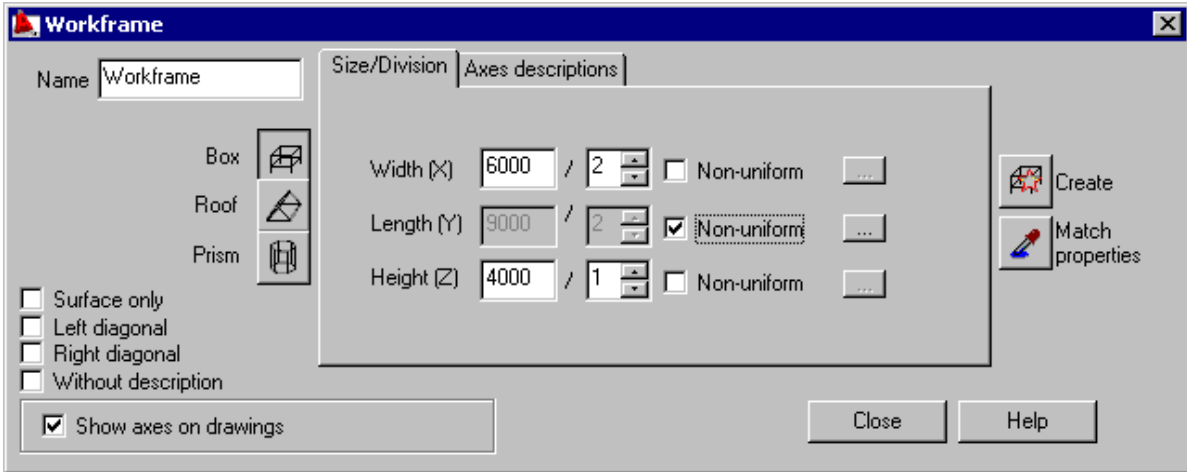 Workframe
Name Workframe
Size/Division Axes descriptions
Box
Roof
Prism
Width (X) 6000 / 2 Non-uniform ...
Length (Y) 9000 / 2 Non-uniform ...
Height (Z) 4000 / 1 Non-uniform ...
Create
Match
properties
Surface only
Left diagonal
Right diagonal
Without description
Show axes on drawings
Close Help